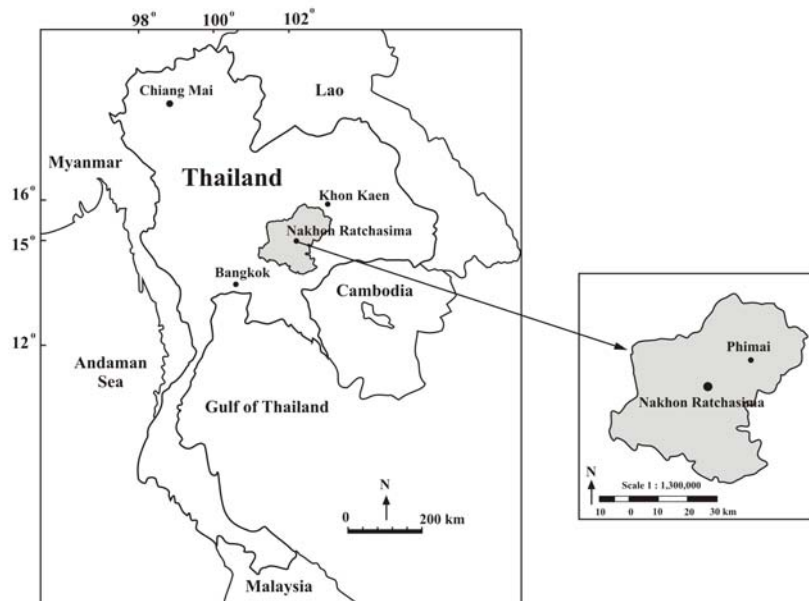 98° 100° 102°
Chiang Mai
Lao
Myanmar
Thailand
16°
Khon Kaen
15°
Nakhon Ratchasima
Bangkok
Cambodia
12°
Andaman
Sea
Gulf of Thailand
N
0 200 km
Malaysia
Phimai
Nakhon Ratchasima
N
Scale 1 : 1,300,000
10 0 10 20 30 km